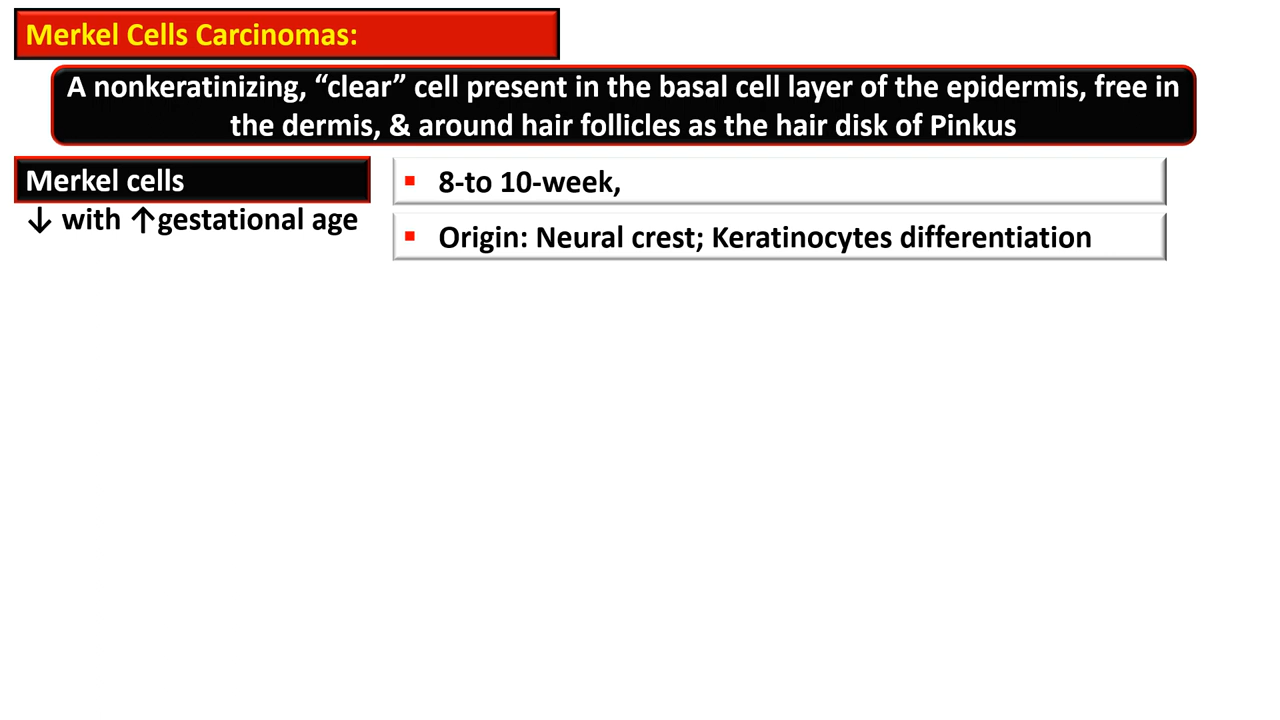 Merkel Cells Carcinomas:
A nonkeratinizing, “clear” cell present in the basal cell layer of the epidermis, free in
the dermis, & around hair follicles as the hair disk of Pinkus
Merkel cells
↓ with ↑gestational age
▪ 8-to 10-week,
▪ Origin: Neural crest; Keratinocytes differentiation